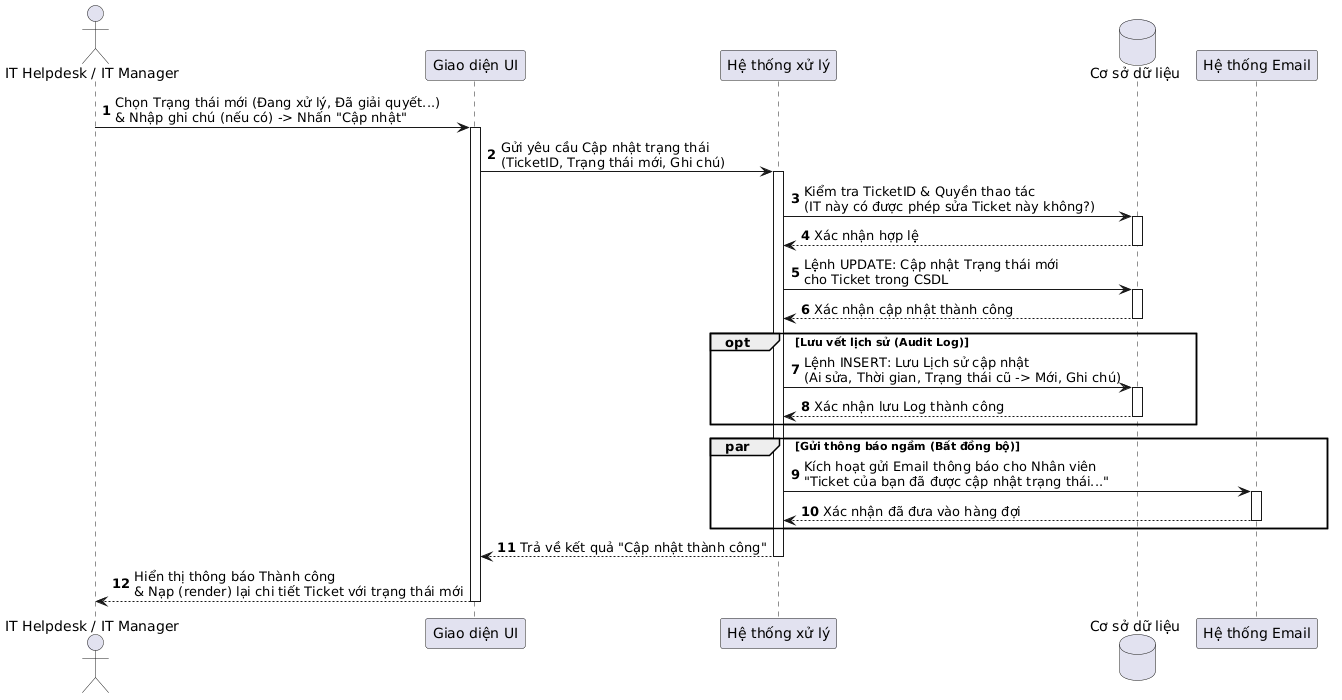 IT Helpdesk / IT Manager
Giao diện UI
Hệ thống xử lý
Cơ sở dữ liệu
Hệ thống Email
1 Chọn Trạng thái mới (Đang xử lý, Đã giải quyết...)
& Nhập ghi chú (nếu có) -> Nhấn "Cập nhật"
2 Gửi yêu cầu Cập nhật trạng thái
(TicketID, Trạng thái mới, Ghi chú)
3 Kiểm tra TicketID & Quyền thao tác
(IT này có được phép sửa Ticket này không?)
4 Xác nhận hợp lệ
5 Lệnh UPDATE: Cập nhật Trạng thái mới
cho Ticket trong CSDL
6 Xác nhận cập nhật thành công
opt [Lưu vết lịch sử (Audit Log)]
7 Lệnh INSERT: Lưu Lịch sử cập nhật
(Ai sửa, Thời gian, Trạng thái cũ -> Mới, Ghi chú)
8 Xác nhận lưu Log thành công
par [Gửi thông báo ngầm (Bất đồng bộ)]
9 Kích hoạt gửi Email thông báo cho Nhân viên
"Ticket của bạn đã được cập nhật trạng thái..."
10 Xác nhận đã đưa vào hàng đợi
11 Trả về kết quả "Cập nhật thành công"
12 Hiển thị thông báo Thành công
& Nạp (render) lại chi tiết Ticket với trạng thái mới
IT Helpdesk / IT Manager
Giao diện UI
Hệ thống xử lý
Cơ sở dữ liệu
Hệ thống Email